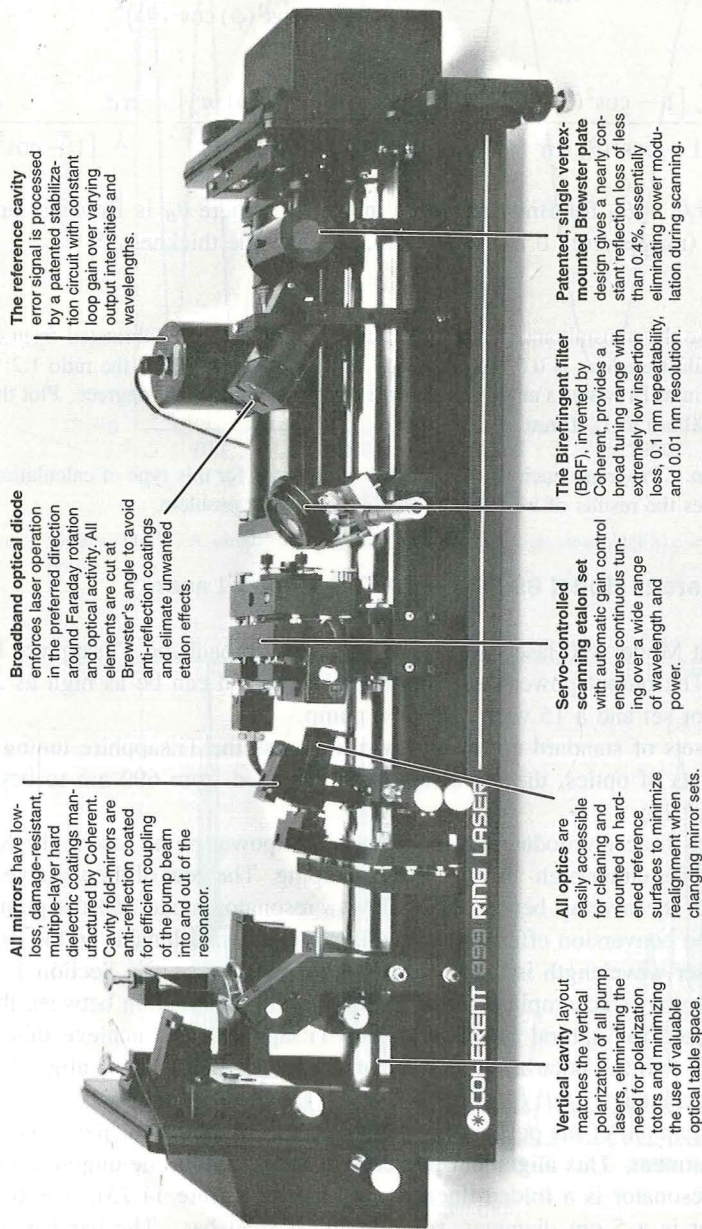 All mirrors have low-
loss, damage-resistant,
multiple-layer hard
dielectric coatings man-
ufactured by Coherent.
Cavity fold-mirrors are
anti-reflection coated
for efficient coupling
of the pump beam
into and out of the
resonator.
Broadband optical diode
enforces laser operation
in the preferred direction
around Faraday rotation
and optical activity. All
elements are cut at
Brewster's angle to avoid
anti-reflection coatings
and elimate unwanted
etalon effects.
The reference cavity
error signal is processed
by a patented stabiliza-
tion circuit with constant
loop gain over varying
output intensities and
wavelengths.
COHERENT 899 RING LASER
Vertical cavity layout
matches the vertical
polarization of all pump
lasers, eliminating the
need for polarization
totors and minimizing
the use of valuable
optical table space.
All optics are
easily accessible
for cleaning and
mounted on hard-
ened reference
surfaces to minimize
realignment when
changing mirror sets.
Servo-controlled
scanning etalon set
with automatic gain control
ensures continuous tun-
ing over a wide range
of wavelength and
power.
The Birefringent filter
(BRF), invented by
Coherent, provides a
broad tuning range with
extremely low insertion
loss, 0.1 nm repeatability,
and 0.01 nm resolution.
Patented, single vertex-
mounted Brewster plate
design gives a nearly con-
stant reflection loss of less
than 0.4%, essentially
eliminating power modu-
lation during scanning.